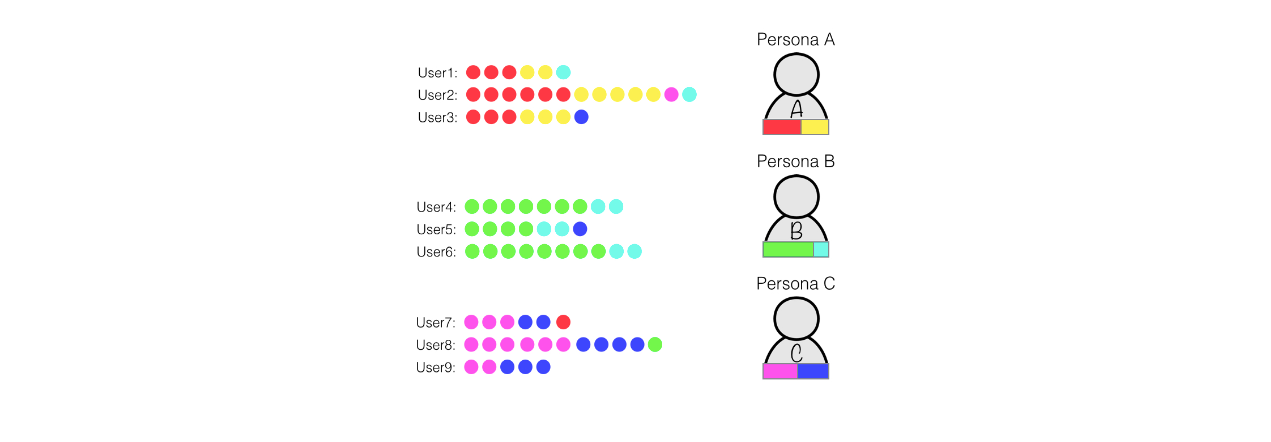 Persona A
User1:
User2:
User3:
A
Persona B
User4:
User5:
User6:
B
Persona C
User7:
User8:
User9:
C